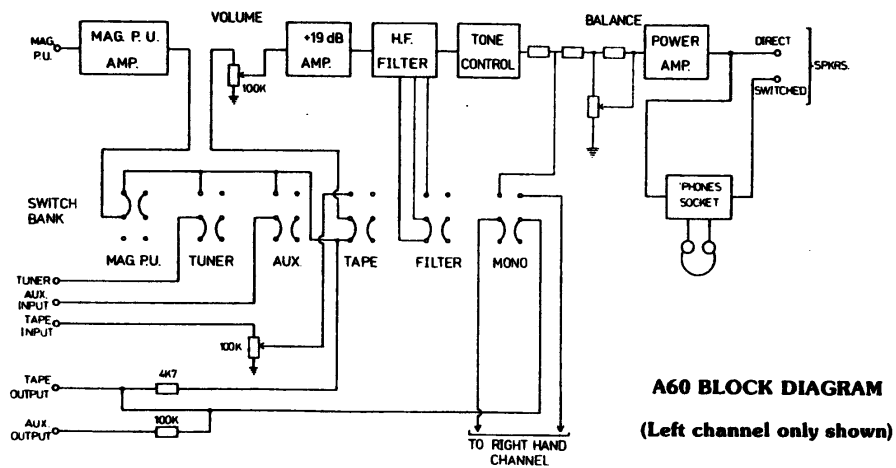 VOLUME
BALANCE
MAG.
P.U.
MAG. P. U.
AMP.
100K
+19 dB
AMP.
H.F.
FILTER
TONE
CONTROL
POWER
AMP.
DIRECT
SPKRS.
SWITCHED
'PHONES
SOCKET
SWITCH
BANK
MAG. P.U.
TUNER
AUX.
TAPE
FILTER
MONO
TUNER
AUX.
INPUT
TAPE
INPUT
100K
TAPE
OUTPUT
4K7
AUX.
OUTPUT
100K
TO RIGHT HAND
CHANNEL
A60 BLOCK DIAGRAM
(Left channel only shown)